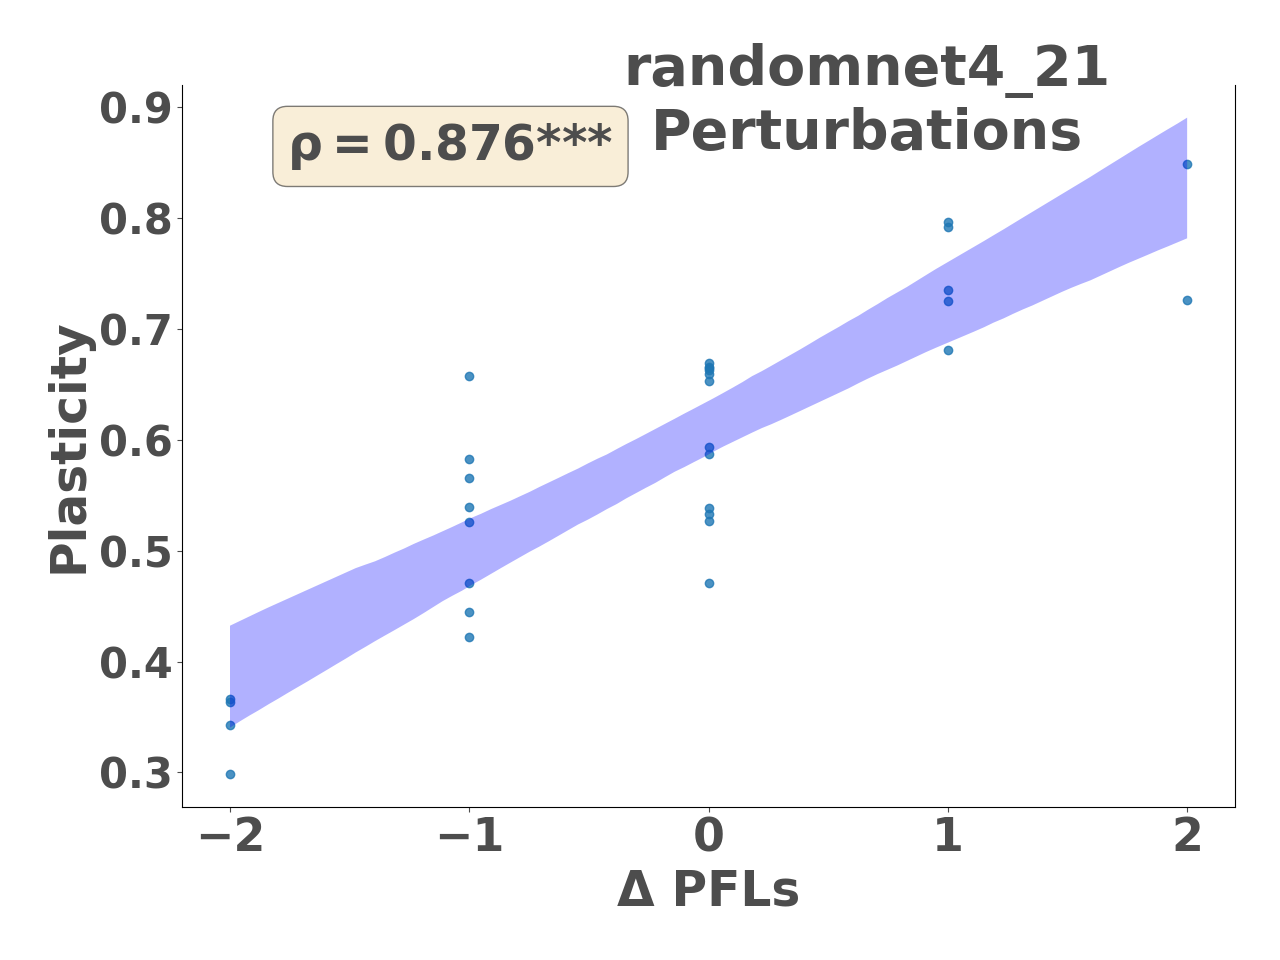 randomnet4_21
Perturbations
ρ = 0.876***
Plasticity
0.9
0.8
0.7
0.6
0.5
0.4
0.3
−2 −1 0 1 2
Δ PFLs